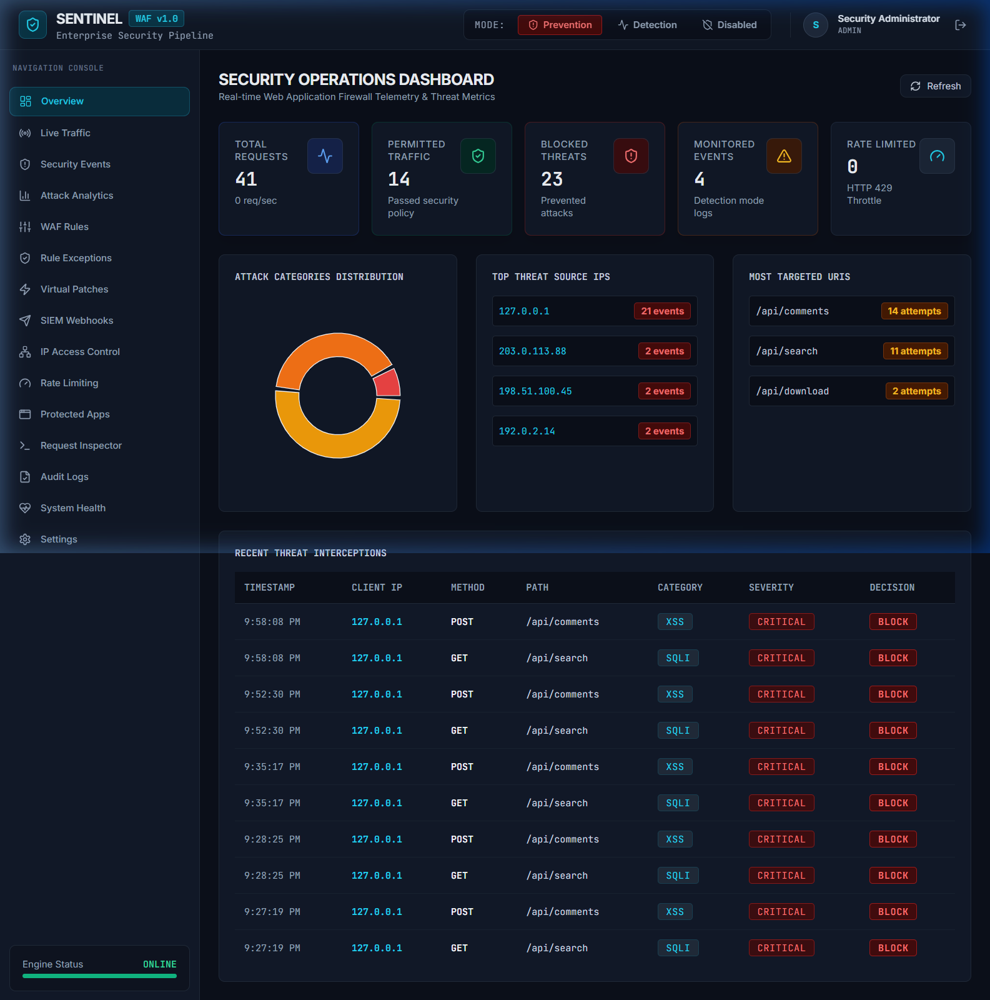 SENTINEL WAF v1.0
Enterprise Security Pipeline
MODE: Prevention Detection Disabled
S
Security Administrator
ADMIN
NAVIGATION CONSOLE
Overview
Live Traffic
Security Events
Attack Analytics
WAF Rules
Rule Exceptions
Virtual Patches
SIEM Webhooks
IP Access Control
Rate Limiting
Protected Apps
Request Inspector
Audit Logs
System Health
Settings
Engine Status ONLINE
SECURITY OPERATIONS DASHBOARD
Real-time Web Application Firewall Telemetry & Threat Metrics
Refresh
TOTAL
REQUESTS
41
0 req/sec
PERMITTED
TRAFFIC
14
Passed security
policy
BLOCKED
THREATS
23
Prevented
attacks
MONITORED
EVENTS
4
Detection mode
logs
RATE LIMITED
0
HTTP 429
Throttle
ATTACK CATEGORIES DISTRIBUTION
TOP THREAT SOURCE IPS
127.0.0.1 21 events
203.0.113.88 2 events
198.51.100.45 2 events
192.0.2.14 2 events
MOST TARGETED URIS
/api/comments 14 attempts
/api/search 11 attempts
/api/download 2 attempts
RECENT THREAT INTERCEPTIONS
TIMESTAMP CLIENT IP METHOD PATH CATEGORY SEVERITY DECISION
9:58:08 PM 127.0.0.1 POST /api/comments XSS CRITICAL BLOCK
9:58:08 PM 127.0.0.1 GET /api/search SQLI CRITICAL BLOCK
9:52:30 PM 127.0.0.1 POST /api/comments XSS CRITICAL BLOCK
9:52:30 PM 127.0.0.1 GET /api/search SQLI CRITICAL BLOCK
9:35:17 PM 127.0.0.1 POST /api/comments XSS CRITICAL BLOCK
9:35:17 PM 127.0.0.1 GET /api/search SQLI CRITICAL BLOCK
9:28:25 PM 127.0.0.1 POST /api/comments XSS CRITICAL BLOCK
9:28:25 PM 127.0.0.1 GET /api/search SQLI CRITICAL BLOCK
9:27:19 PM 127.0.0.1 POST /api/comments XSS CRITICAL BLOCK
9:27:19 PM 127.0.0.1 GET /api/search SQLI CRITICAL BLOCK